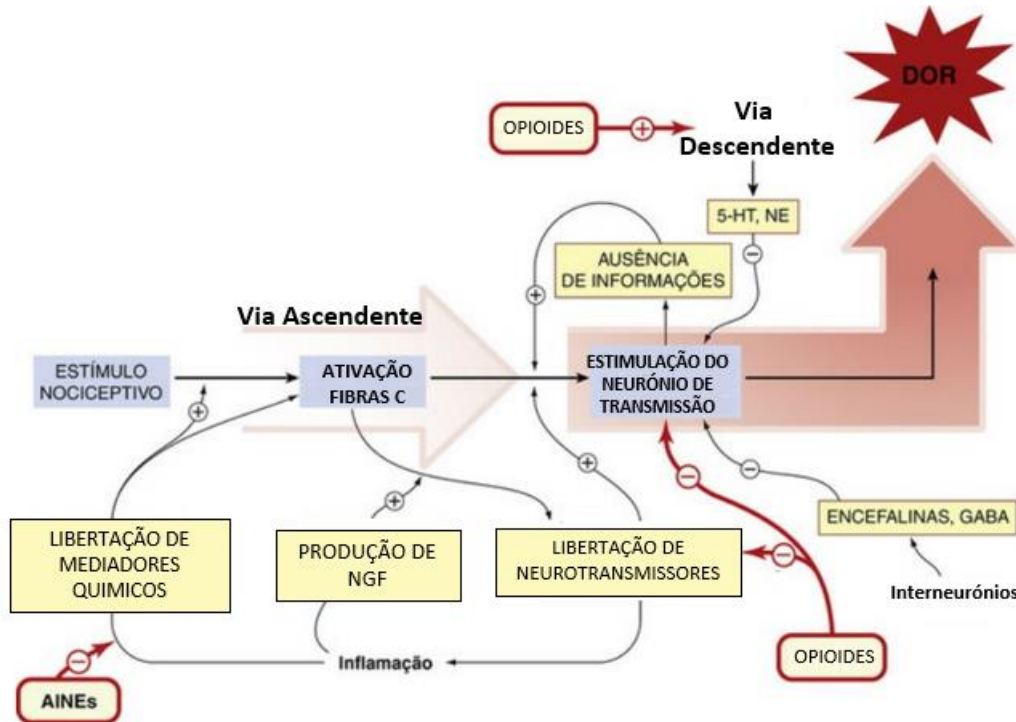 DOR
OPIOIDES
+
Via
Descendente
5-HT, NE
−
AUSÊNCIA
DE INFORMAÇÕES
+
Via Ascendente
ESTÍMULO
NOCICEPTIVO
+
ATIVAÇÃO
FIBRAS C
ESTIMULAÇÃO DO
NEURÓNIO DE
TRANSMISSÃO
+
+
−
−
LIBERTAÇÃO DE
MEDIADORES
QUIMICOS
PRODUÇÃO DE
NGF
LIBERTAÇÃO DE
NEUROTRANSMISSORES
−
ENCEFALINAS, GABA
Interneurónios
−
AINEs
Inflamação
OPIOIDES